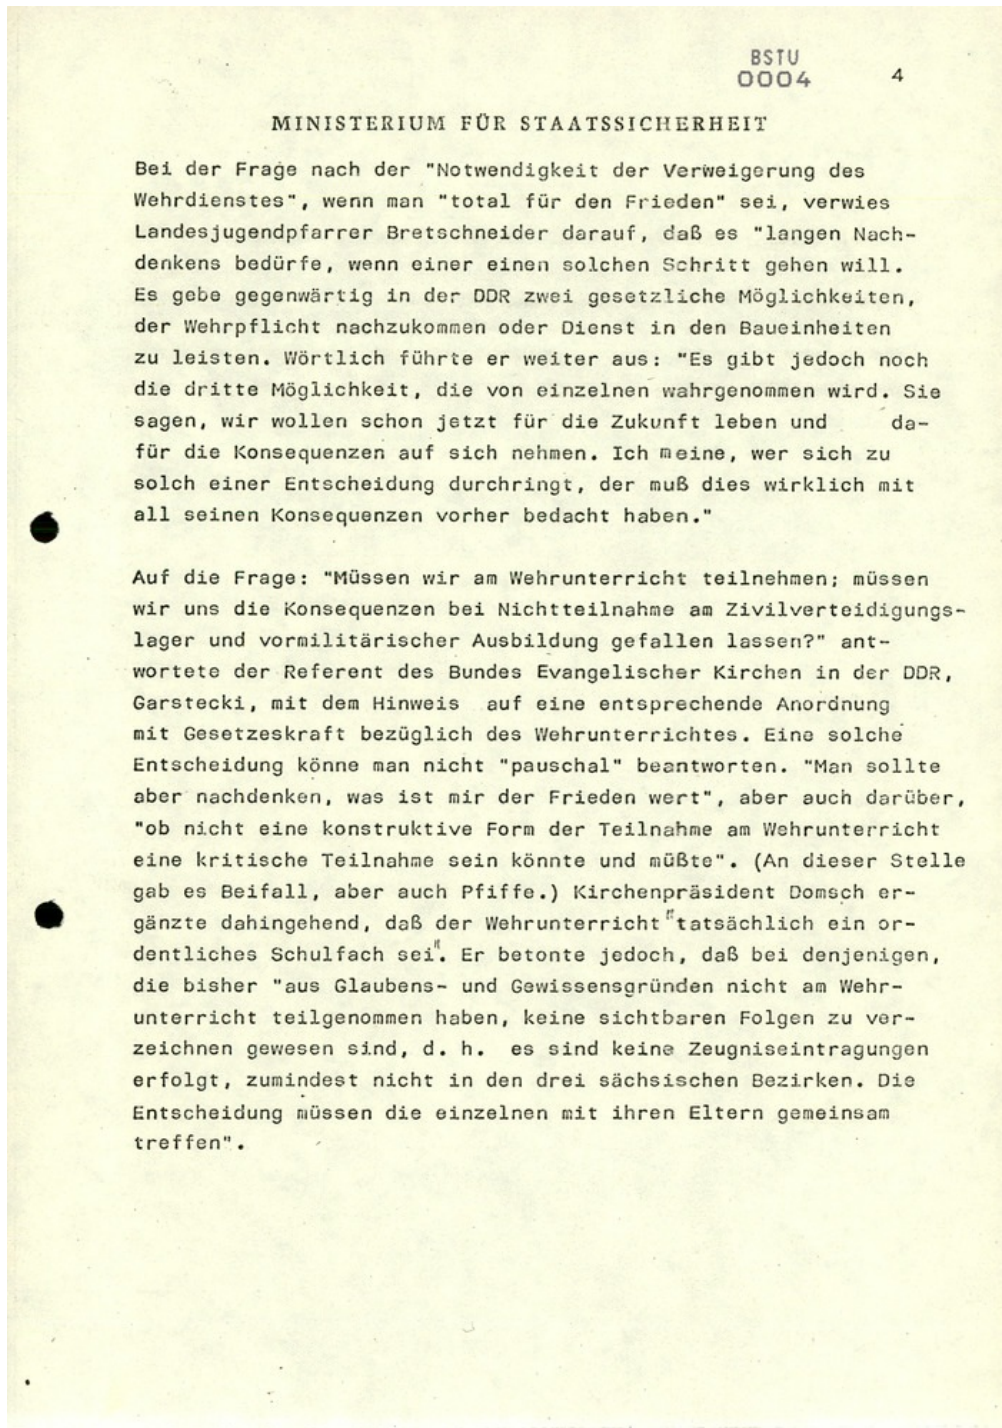 BSTU
0004
4
MINISTERIUM FÜR STAATSSICHERHEIT
Bei der Frage nach der "Notwendigkeit der Verweigerung des
Wehrdienstes", wenn man "total für den Frieden" sei, verwies
Landesjugendpfarrer Bretschneider darauf, daß es "langen Nach-
denkens bedürfe, wenn einer einen solchen Schritt gehen will.
Es gebe gegenwärtig in der DDR zwei gesetzliche Möglichkeiten,
der Wehrpflicht nachzukommen oder Dienst in den Baueinheiten
zu leisten. Wörtlich führte er weiter aus: "Es gibt jedoch noch
die dritte Möglichkeit, die von einzelnen wahrgenommen wird. Sie
sagen, wir wollen schon jetzt für die Zukunft leben und da-
für die Konsequenzen auf sich nehmen. Ich meine, wer sich zu
solch einer Entscheidung durchringt, der muß dies wirklich mit
all seinen Konsequenzen vorher bedacht haben."
Auf die Frage: "Müssen wir am Wehrunterricht teilnehmen; müssen
wir uns die Konsequenzen bei Nichtteilnahme am Zivilverteidigungs-
lager und vormilitärischer Ausbildung gefallen lassen?" ant-
wortete der Referent des Bundes Evangelischer Kirchen in der DDR,
Garstecki, mit dem Hinweis auf eine entsprechende Anordnung
mit Gesetzeskraft bezüglich des Wehrunterrichtes. Eine solche
Entscheidung könne man nicht "pauschal" beantworten. "Man sollte
aber nachdenken, was ist mir der Frieden wert", aber auch darüber,
"ob nicht eine konstruktive Form der Teilnahme am Wehrunterricht
eine kritische Teilnahme sein könnte und müßte". (An dieser Stelle
gab es Beifall, aber auch Pfiffe.) Kirchenpräsident Domsch er-
gänzte dahingehend, daß der Wehrunterricht "tatsächlich ein or-
dentliches Schulfach sei". Er betonte jedoch, daß bei denjenigen,
die bisher "aus Glaubens- und Gewissensgründen nicht am Wehr-
unterricht teilgenommen haben, keine sichtbaren Folgen zu ver-
zeichnen gewesen sind, d. h. es sind keine Zeugniseintragungen
erfolgt, zumindest nicht in den drei sächsischen Bezirken. Die
Entscheidung müssen die einzelnen mit ihren Eltern gemeinsam
treffen".